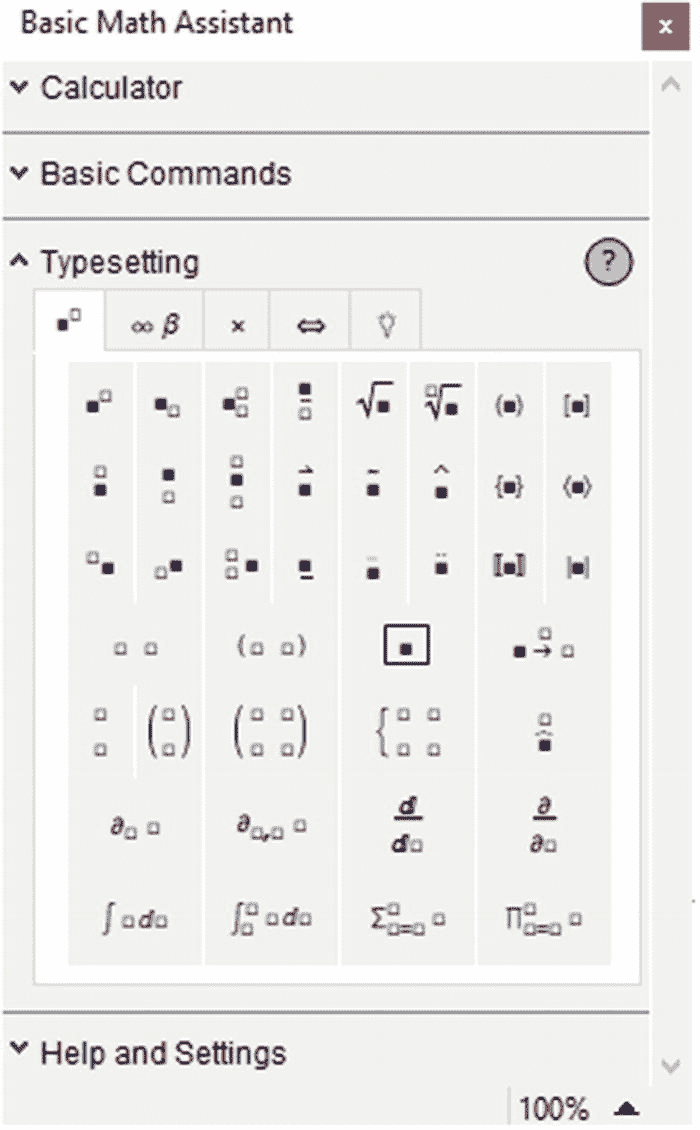 Basic Math Assistant x
Calculator
Basic Commands
Typesetting ?
■□ ∞ β × ⇔
■□ ■□ ■□□ ■/□ √■ □√■ (■) [■]
{■} ⟨■⟩
⟦■⟧ |■|
□ □ (□ □) ■ ■→□
∂□ □ ∂□,□ □ d/d□ ∂/∂□
∫□d□ ∫□□□d□ Σ□□=□ □ Π□□=□ □
Help and Settings
100%